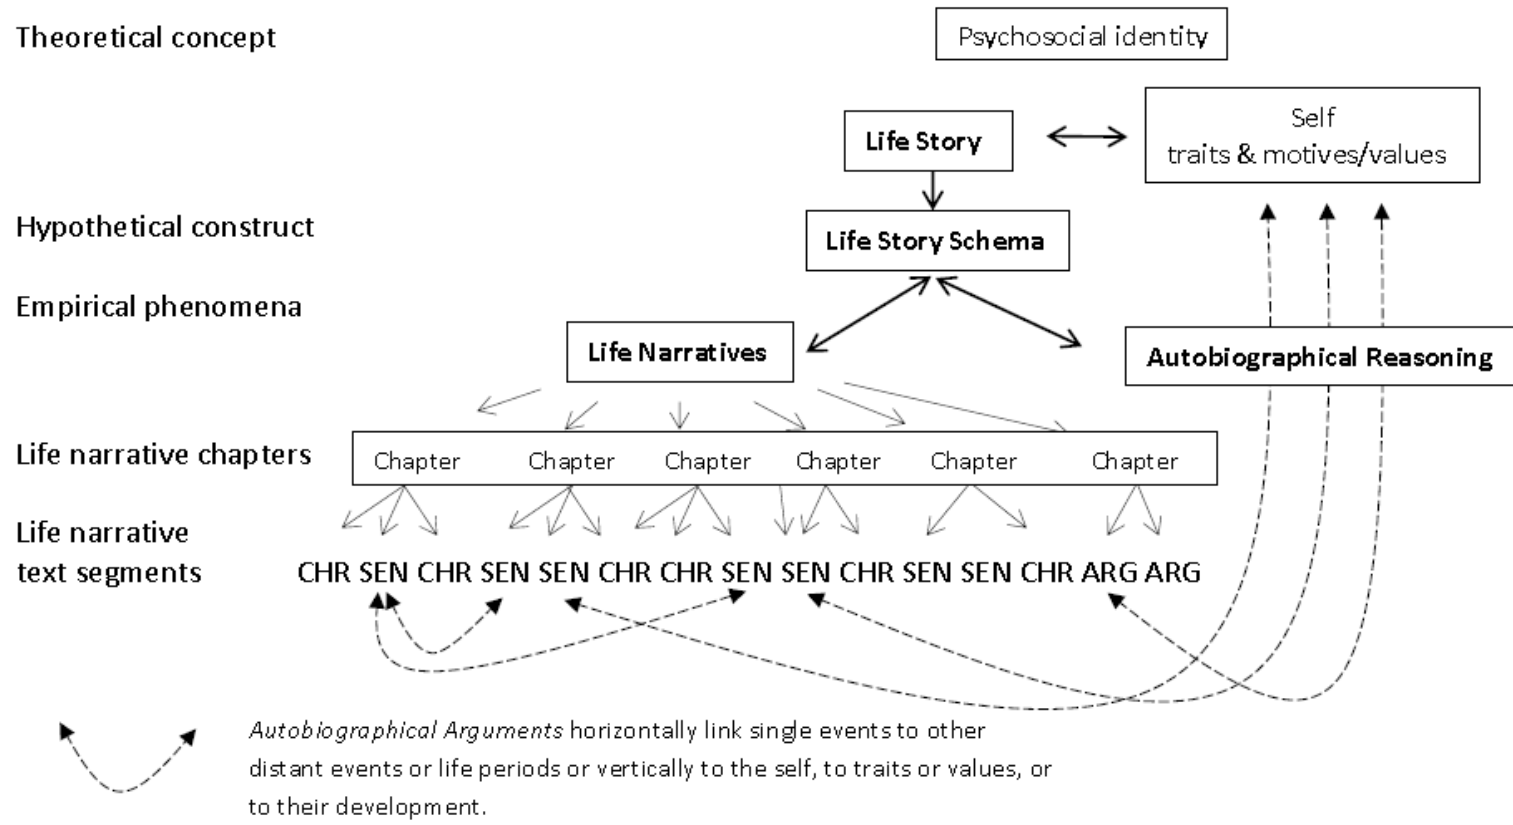 Theoretical concept
Psychosocial identity
Life Story
Self
traits & motives/values
Hypothetical construct
Life Story Schema
Empirical phenomena
Life Narratives
Autobiographical Reasoning
Life narrative chapters
Chapter Chapter Chapter Chapter Chapter Chapter
Life narrative
text segments
CHR SEN CHR SEN SEN CHR CHR SEN SEN CHR SEN SEN CHR ARG ARG
Autobiographical Arguments horizontally link single events to other
distant events or life periods or vertically to the self, to traits or values, or
to their development.